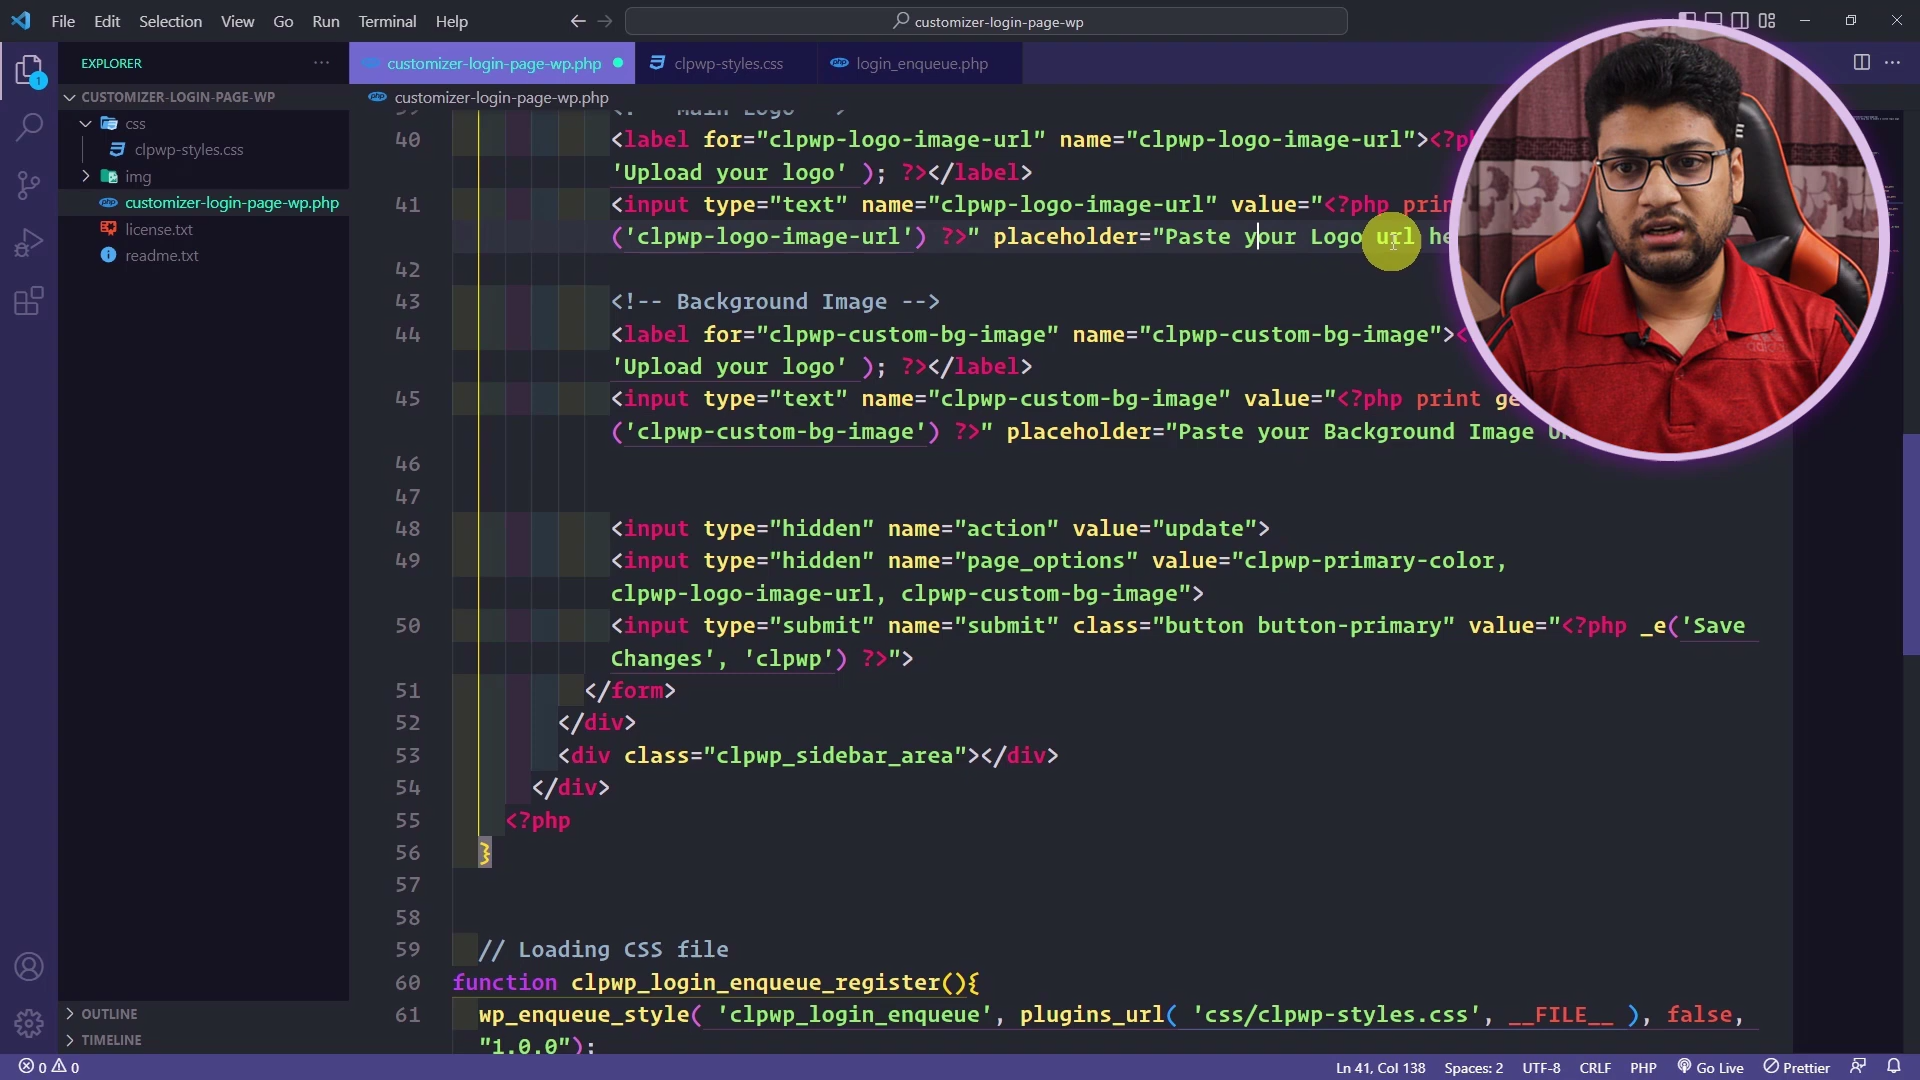 File Edit Selection View Go Run Terminal Help customizer-login-page-wp
EXPLORER customizer-login-page-wp.php clpwp-styles.css login_enqueue.php
CUSTOMIZER-LOGIN-PAGE-WP customizer-login-page-wp.php
css
clpwp-styles.css
img
customizer-login-page-wp.php
license.txt
readme.txt
OUTLINE
TIMELINE
40 <label for="clpwp-logo-image-url" name="clpwp-logo-image-url"><?
'Upload your logo' ); ?></label>
41 <input type="text" name="clpwp-logo-image-url" value="<?php
('clpwp-logo-image-url') ?>" placeholder="Paste your Logo url
42
43 <!-- Background Image -->
44 <label for="clpwp-custom-bg-image" name="clpwp-custom-bg-image"><
'Upload your logo' ); ?></label>
45 <input type="text" name="clpwp-custom-bg-image" value="<?php print
('clpwp-custom-bg-image') ?>" placeholder="Paste your Background Image
46
47
48 <input type="hidden" name="action" value="update">
49 <input type="hidden" name="page_options" value="clpwp-primary-color,
clpwp-logo-image-url, clpwp-custom-bg-image">
50 <input type="submit" name="submit" class="button button-primary" value="<?php _e('Save
Changes', 'clpwp') ?>">
51 </form>
52 </div>
53 <div class="clpwp_sidebar_area"></div>
54 </div>
55 <?php
56 }
57
58
59 // Loading CSS file
60 function clpwp_login_enqueue_register(){
61 wp_enqueue_style( 'clpwp_login_enqueue', plugins_url( 'css/clpwp-styles.css', __FILE__ ), false,
"1.0.0");
0 0 Ln 41, Col 138 Spaces: 2 UTF-8 CRLF PHP Go Live Prettier